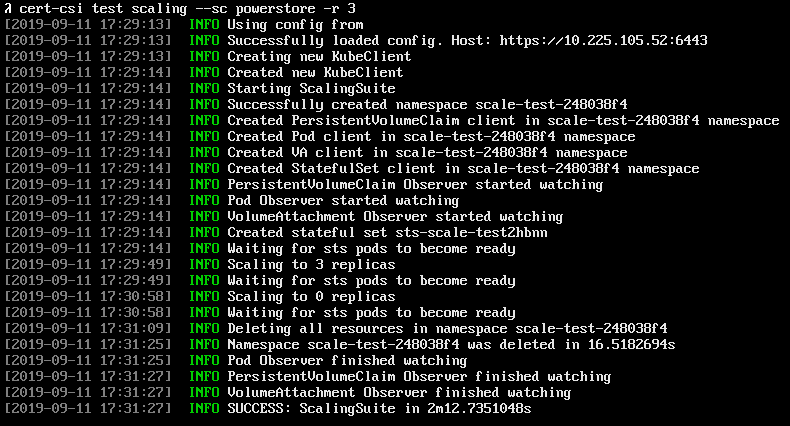 λ cert-csi test scaling --sc powerstore -r 3
[2019-09-11 17:29:13]  INFO Using config from
[2019-09-11 17:29:13]  INFO Successfully loaded config. Host: https://10.225.105.52:6443
[2019-09-11 17:29:13]  INFO Creating new KubeClient
[2019-09-11 17:29:14]  INFO Created new KubeClient
[2019-09-11 17:29:14]  INFO Starting ScalingSuite
[2019-09-11 17:29:14]  INFO Successfully created namespace scale-test-248038f4
[2019-09-11 17:29:14]  INFO Created PersistentVolumeClaim client in scale-test-248038f4 namespace
[2019-09-11 17:29:14]  INFO Created Pod client in scale-test-248038f4 namespace
[2019-09-11 17:29:14]  INFO Created VA client in scale-test-248038f4 namespace
[2019-09-11 17:29:14]  INFO Created StatefulSet client in scale-test-248038f4 namespace
[2019-09-11 17:29:14]  INFO PersistentVolumeClaim Observer started watching
[2019-09-11 17:29:14]  INFO Pod Observer started watching
[2019-09-11 17:29:14]  INFO VolumeAttachment Observer started watching
[2019-09-11 17:29:14]  INFO Created stateful set sts-scale-test2hbnn
[2019-09-11 17:29:14]  INFO Waiting for sts pods to become ready
[2019-09-11 17:29:49]  INFO Scaling to 3 replicas
[2019-09-11 17:29:49]  INFO Waiting for sts pods to become ready
[2019-09-11 17:30:58]  INFO Scaling to 0 replicas
[2019-09-11 17:30:58]  INFO Waiting for sts pods to become ready
[2019-09-11 17:31:09]  INFO Deleting all resources in namespace scale-test-248038f4
[2019-09-11 17:31:25]  INFO Namespace scale-test-248038f4 was deleted in 16.5182694s
[2019-09-11 17:31:27]  INFO Pod Observer finished watching
[2019-09-11 17:31:27]  INFO PersistentVolumeClaim Observer finished watching
[2019-09-11 17:31:27]  INFO VolumeAttachment Observer finished watching
[2019-09-11 17:31:27]  INFO SUCCESS: ScalingSuite in 2m12.7351048s